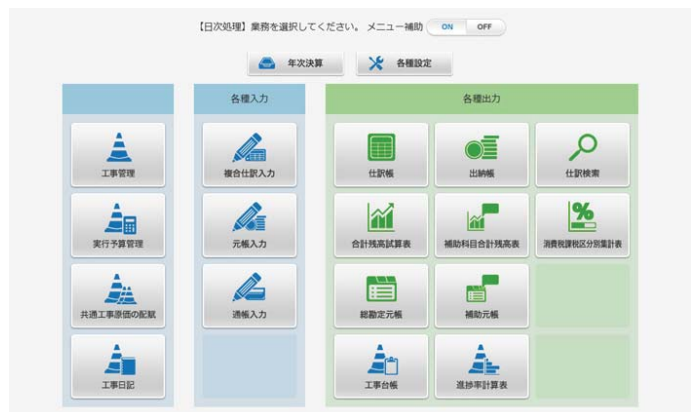 【日次処理】業務を選択してください。 メニュー補助 ON OFF
年次決算 各種設定
各種入力 各種出力
工事管理 複合仕訳入力 仕訳帳 出納帳 仕訳検索
実行予算管理 元帳入力 合計残高試算表 補助科目合計残高表 消費税課税区分別集計表
共通工事原価の配賦 通帳入力 総勘定元帳 補助元帳
工事日記 工事台帳 進捗率計算表